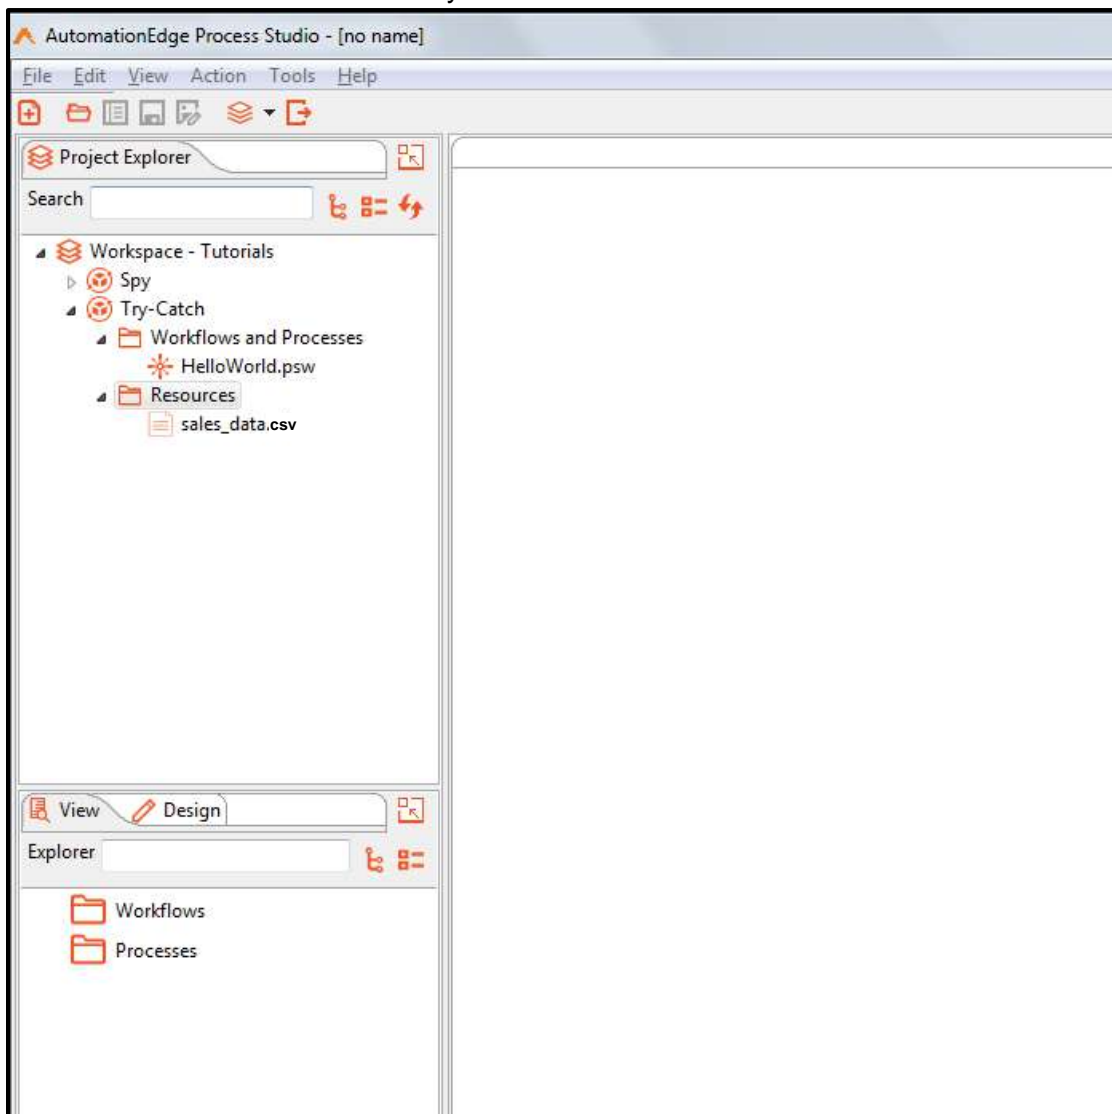 AutomationEdge Process Studio - [no name]
File Edit View Action Tools Help
Project Explorer
Search
Workspace - Tutorials
Spy
Try-Catch
Workflows and Processes
HelloWorld.psw
Resources
sales_data.csv
View Design
Explorer
Workflows
Processes